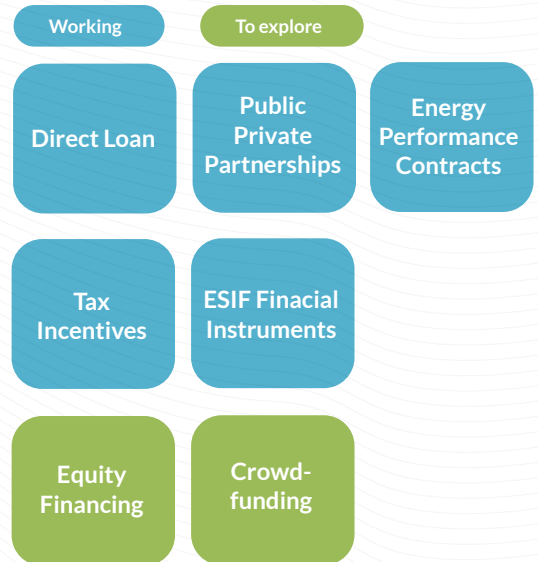 Working
To explore
Direct Loan
Public
Private
Partnerships
Energy
Performance
Contracts
Tax
Incentives
ESIF Finacial
Instruments
Equity
Financing
Crowd-
funding